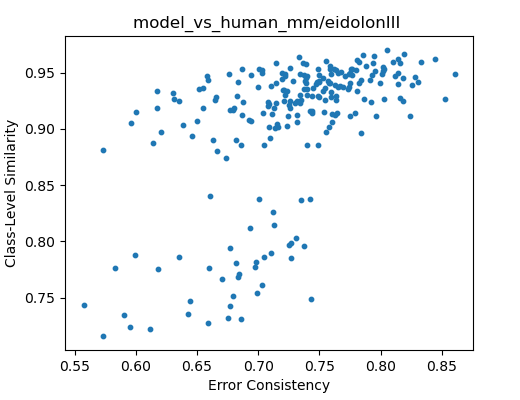 model_vs_human_mm/eidolonIII
Class-Level Similarity
0.95
0.90
0.85
0.80
0.75
0.55 0.60 0.65 0.70 0.75 0.80 0.85
Error Consistency